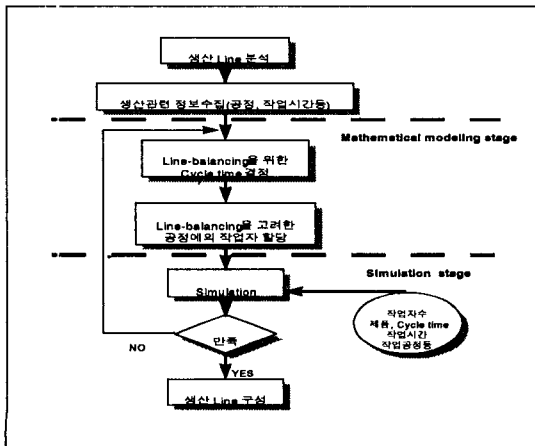 생산 Line 분석
생산관련 정보수집(공정, 작업시간등)
Mathematical modeling stage
Line-balancing을 위한
Cycle time 결정
Line-balancing을 고려한
공정에의 작업자 할당
Simulation stage
Simulation
작업자수
제품, Cycle time
작업시간
작업공정등
만족
NO
YES
생산 Line 구성